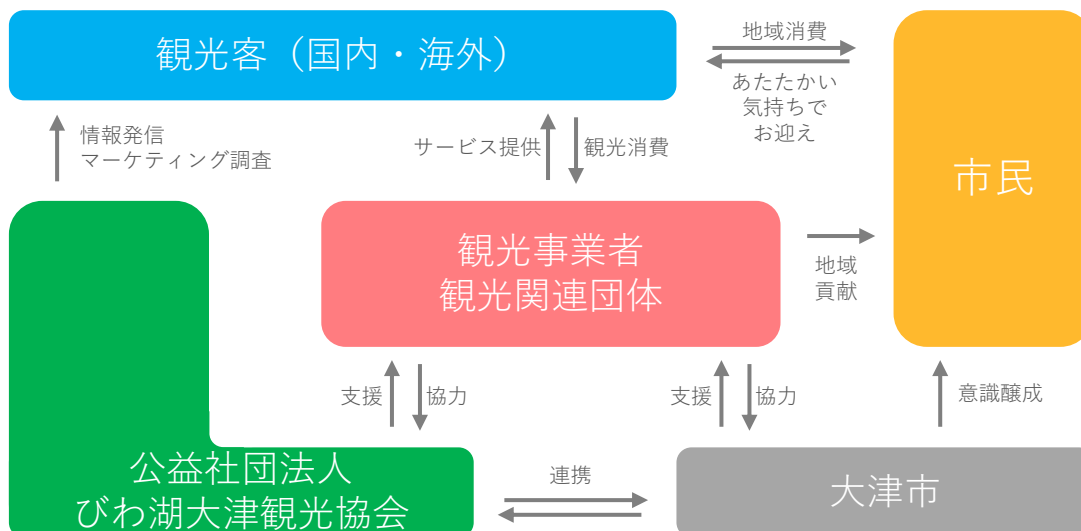 観光客（国内・海外）
地域消費
あたたかい
気持ちで
お迎え
情報発信
マーケティング調査
サービス提供
観光消費
市民
観光事業者
観光関連団体
地域
貢献
支援
協力
支援
協力
意識醸成
公益社団法人
びわ湖大津観光協会
連携
大津市